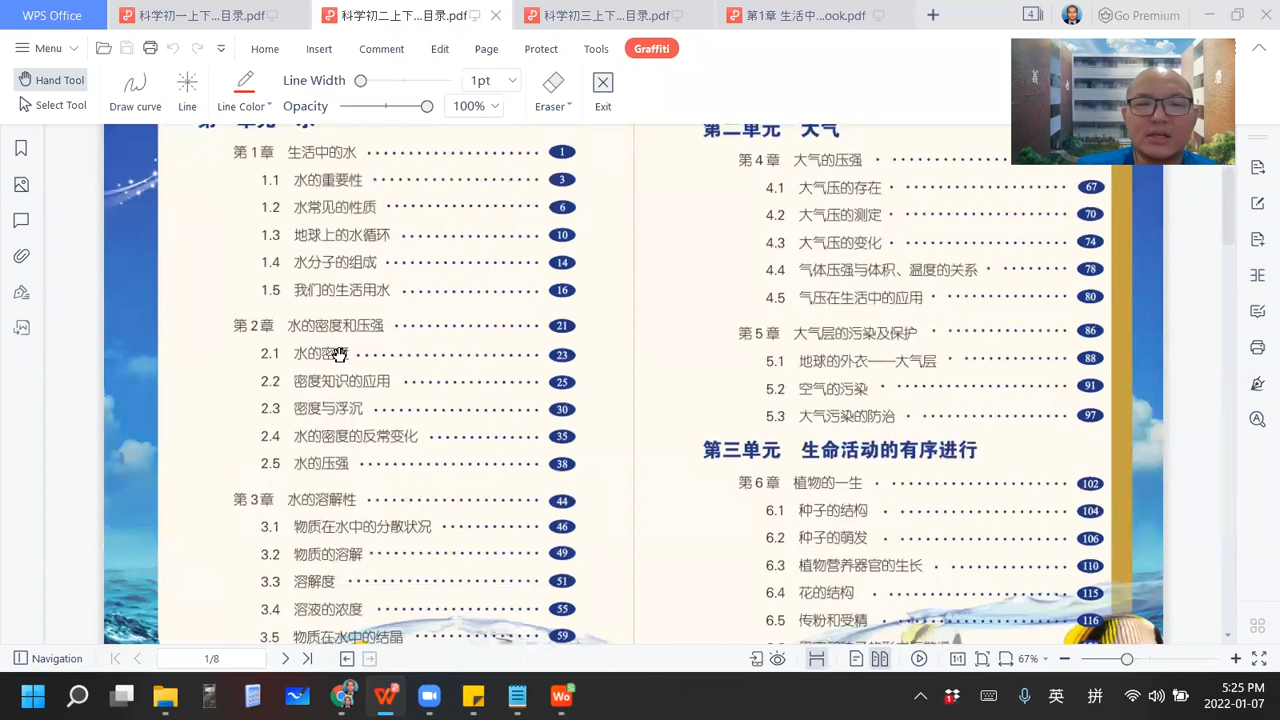 WPS Office
科学初一上下...目录.pdf
科学初二上下...目录.pdf
科学初三上下...目录.pdf
第1章 生活中...ook.pdf
4
Go Premium
Menu
Home
Insert
Comment
Edit
Page
Protect
Tools
Graffiti
Hand Tool
Select Tool
Draw curve
Line
Line Color
Line Width
1pt
Opacity
100%
Eraser
Exit
第1章 生活中的水 1
1.1 水的重要性 3
1.2 水常见的性质 6
1.3 地球上的水循环 10
1.4 水分子的组成 14
1.5 我们的生活用水 16
第2章 水的密度和压强 21
2.1 水的密 23
2.2 密度知识的应用 25
2.3 密度与浮沉 30
2.4 水的密度的反常变化 35
2.5 水的压强 38
第3章 水的溶解性 44
3.1 物质在水中的分散状况 46
3.2 物质的溶解 49
3.3 溶解度 51
3.4 溶液的浓度 55
3.5 物质在水中的结晶 59
第二单元 大气
第4章 大气的压强
4.1 大气压的存在 67
4.2 大气压的测定 70
4.3 大气压的变化 74
4.4 气体压强与体积、温度的关系 78
4.5 气压在生活中的应用 80
第5章 大气层的污染及保护 86
5.1 地球的外衣——大气层 88
5.2 空气的污染 91
5.3 大气污染的防治 97
第三单元 生命活动的有序进行
第6章 植物的一生 102
6.1 种子的结构 104
6.2 种子的萌发 106
6.3 植物营养器官的生长 110
6.4 花的结构 115
6.5 传粉和受精 116
Navigation
1/8
67%
英
拼
5:25 PM
2022-01-07